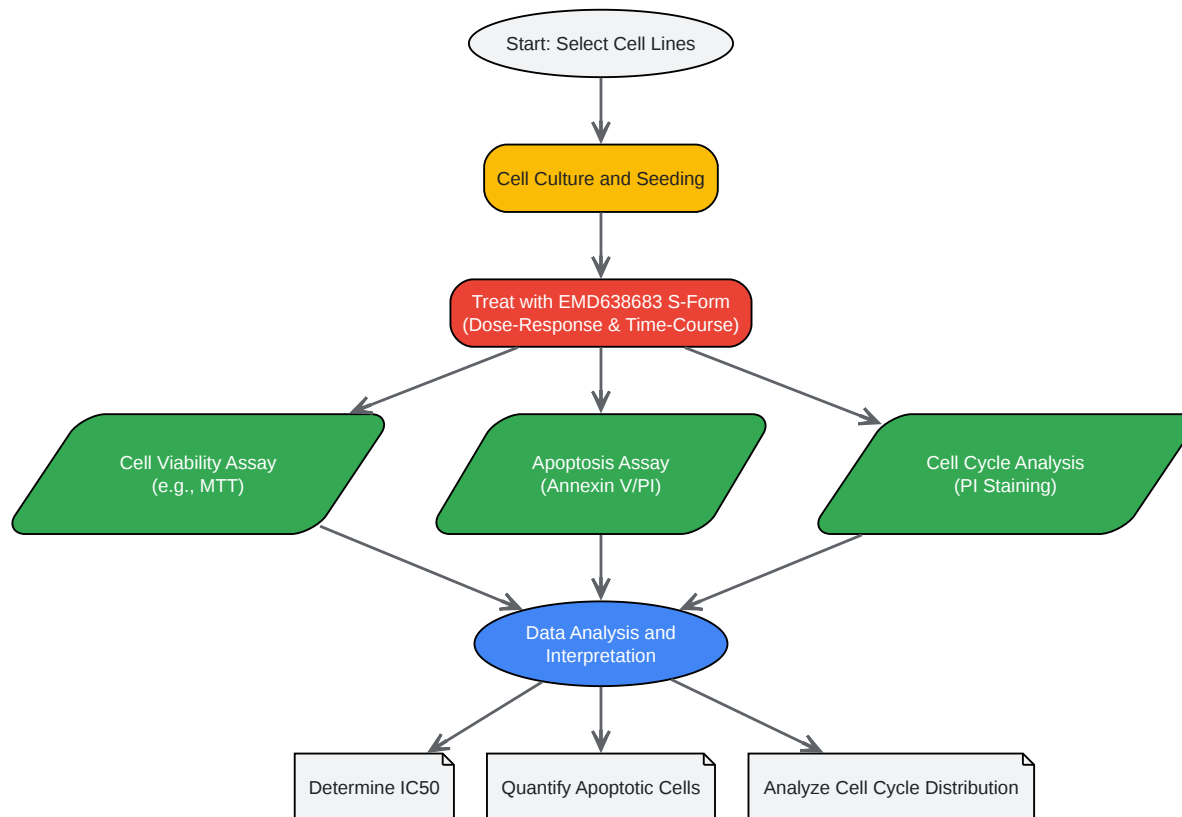 Start: Select Cell Lines
Cell Culture and Seeding
Treat with EMD638683 S-Form
(Dose-Response & Time-Course)
Cell Viability Assay
(e.g., MTT)
Apoptosis Assay
(Annexin V/PI)
Cell Cycle Analysis
(PI Staining)
Data Analysis and
Interpretation
Determine IC50
Quantify Apoptotic Cells
Analyze Cell Cycle Distribution